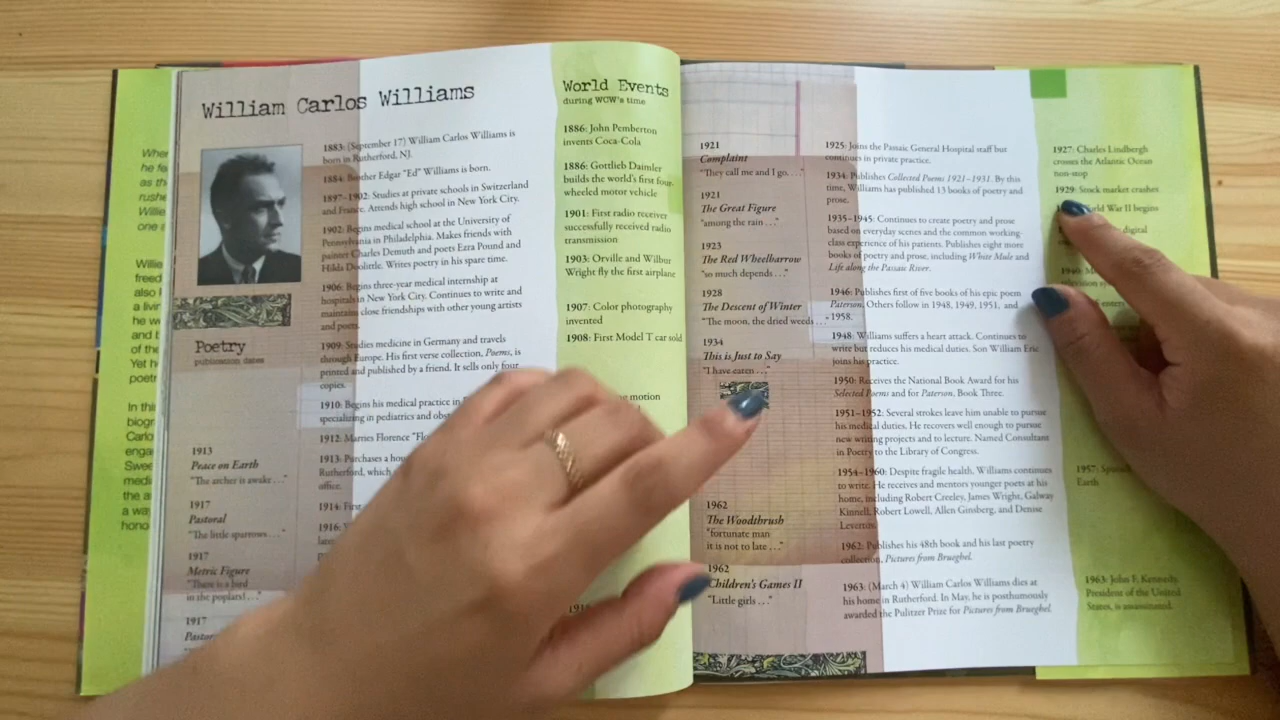 William Carlos Williams
1883: (September 17) William Carlos Williams is
born in Rutherford, NJ.
1884: Brother Edgar "Ed" Williams is born.
1897–1902: Studies at private schools in Switzerland
and France. Attends high school in New York City.
1902: Begins medical school at the University of
Pennsylvania in Philadelphia. Makes friends with
painter Charles Demuth and poets Ezra Pound and
Hilda Doolittle. Writes poetry in his spare time.
1906: Begins three-year medical internship at
hospitals in New York City. Continues to write and
maintains close friendships with other young artists
and poets.
1909: Studies medicine in Germany and travels
through Europe. His first verse collection, Poems, is
printed and published by a friend. It sells only four
copies.
1910: Begins his medical practice in
specializing in pediatrics and
1912: Marries Florence
1913: Purchases a
Rutherford, which
office.
1914:
1916:
Poetry
publication dates
1913
Peace on Earth
"The archer is awake . . ."
1917
Pastoral
"The little sparrows . . ."
1917
Metric Figure
"There is a bird
in the poplars! . . ."
1917
World Events
during WCW's time
1886: John Pemberton
invents Coca-Cola
1886: Gottlieb Daimler
builds the world's first four-
wheeled motor vehicle
1901: First radio receiver
successfully received radio
transmission
1903: Orville and Wilbur
Wright fly the first airplane
1907: Color photography
invented
1908: First Model T car sold
motion
1921
Complaint
"They call me and I go. . . ."
1921
The Great Figure
"among the rain . . ."
1923
The Red Wheelbarrow
"so much depends . . ."
1928
The Descent of Winter
"The moon, the dried weeds . . ."
1934
This is Just to Say
"I have eaten . . ."
1962
The Woodthrush
"fortunate man
it is not to late . . ."
1962
Children's Games II
"Little girls . . ."
1925: Joins the Passaic General Hospital staff but
continues in private practice.
1934: Publishes Collected Poems 1921–1931. By this
time, Williams has published 13 books of poetry and
prose.
1935–1945: Continues to create poetry and prose
based on everyday scenes and the common working-
class experience of his patients. Publishes eight more
books of poetry and prose, including White Mule and
Life along the Passaic River.
1946: Publishes first of five books of his epic poem
Paterson. Others follow in 1948, 1949, 1951, and
1958.
1948: Williams suffers a heart attack. Continues to
write but reduces his medical duties. Son William Eric
joins his practice.
1950: Receives the National Book Award for his
Selected Poems and for Paterson, Book Three.
1951–1952: Several strokes leave him unable to pursue
his medical duties. He recovers well enough to pursue
new writing projects and to lecture. Named Consultant
in Poetry to the Library of Congress.
1954–1960: Despite fragile health, Williams continues
to write. He receives and mentors younger poets at his
home, including Robert Creeley, James Wright, Galway
Kinnell, Robert Lowell, Allen Ginsberg, and Denise
Levertov.
1962: Publishes his 48th book and his last poetry
collection, Pictures from Brueghel.
1963: (March 4) William Carlos Williams dies at
his home in Rutherford. In May, he is posthumously
awarded the Pulitzer Prize for Pictures from Brueghel.
1927: Charles Lindbergh
crosses the Atlantic Ocean
non-stop
1929: Stock market crashes
World War II begins
digital
enters
1957:
Earth
1963: John F. Kennedy,
President of the United
States, is assassinated.